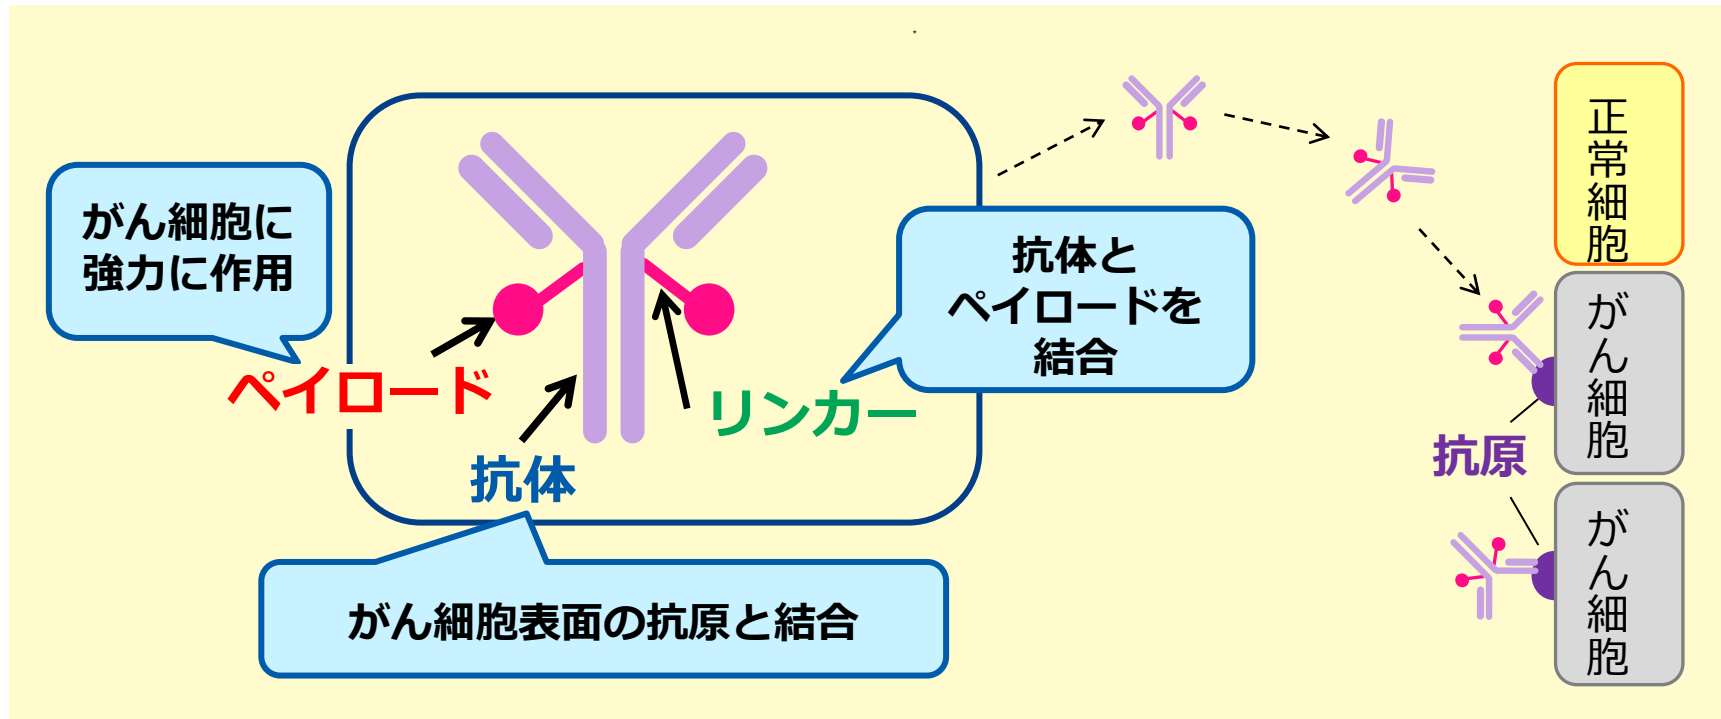 がん細胞に
強力に作用
ペイロード
抗体
リンカー
抗体と
ペイロードを
結合
がん細胞表面の抗原と結合
正常細胞
がん細胞
抗原
がん細胞